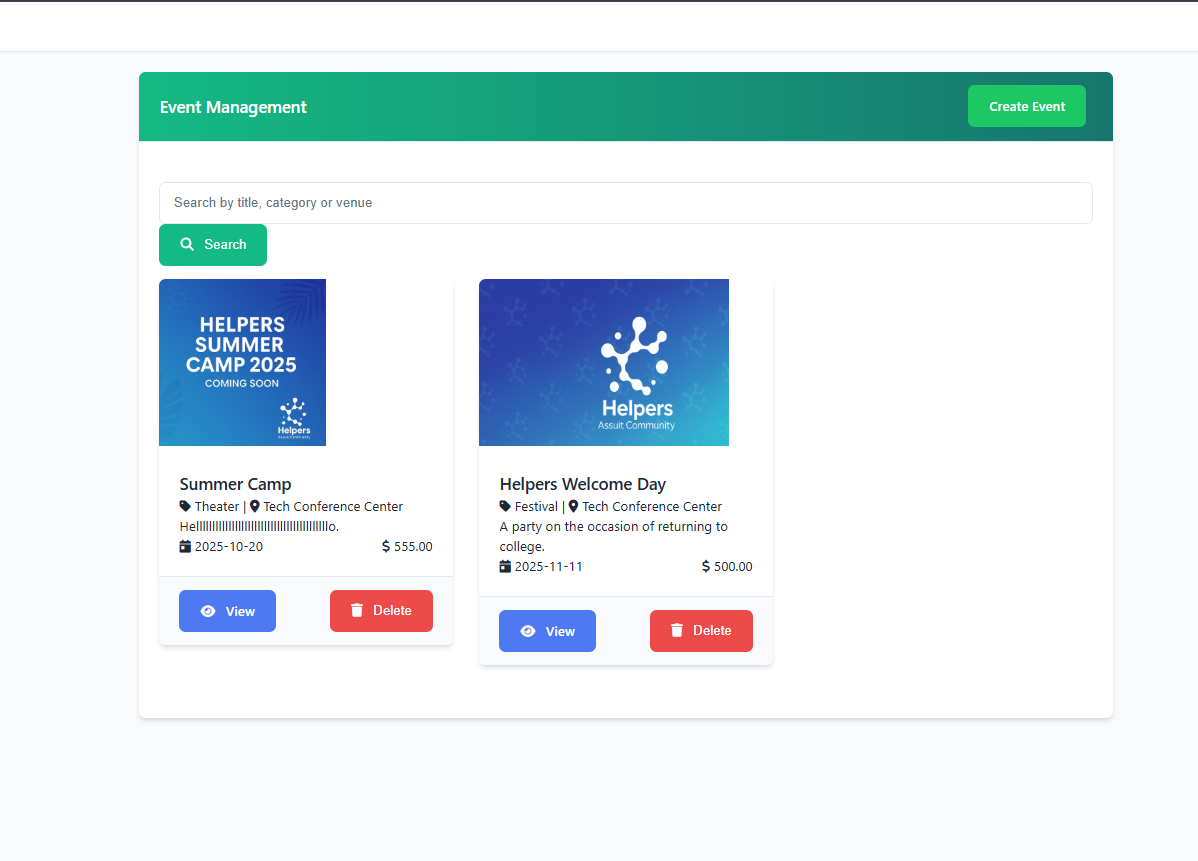 Event Management
Create Event
Search by title, category or venue
Search
HELPERS
SUMMER
CAMP 2025
COMING SOON
Helpers
Assuit Community
Helpers
Assuit Community
Summer Camp
Theater | Tech Conference Center
Helllllllllllllllllllllllllllllllllllllllllo.
2025-10-20
$ 555.00
View
Delete
Helpers Welcome Day
Festival | Tech Conference Center
A party on the occasion of returning to
college.
2025-11-11
$ 500.00
View
Delete